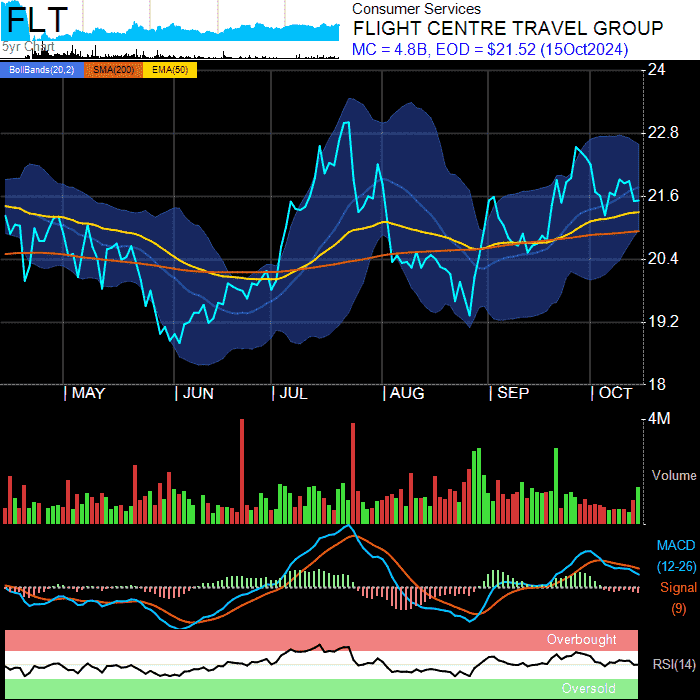 FLT
5yr Chart
Consumer Services
FLIGHT CENTRE TRAVEL GROUP
MC = 4.8B, EOD = $21.52 (15Oct2024)
BollBands(20,2) SMA(200) EMA(50)
24
22.8
21.6
20.4
19.2
18
MAY JUN JUL AUG SEP OCT
4M
Volume
MACD
(12-26)
Signal
(9)
Overbought
RSI(14)
Oversold